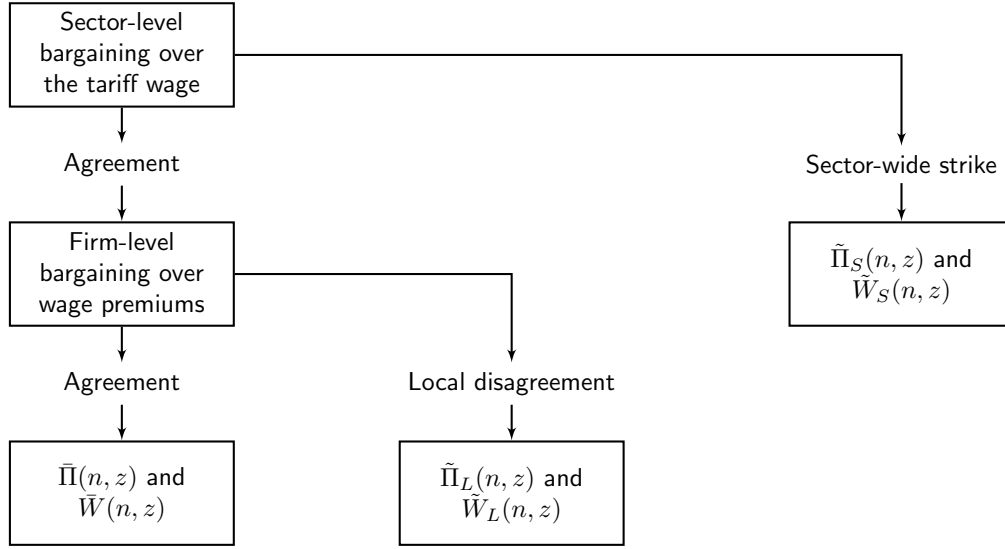 Sector-level
bargaining over
the tariff wage
Agreement
Sector-wide strike
Firm-level
bargaining over
wage premiums
Π̃_S(n, z) and
W̃_S(n, z)
Agreement
Local disagreement
Π̄(n, z) and
W̄(n, z)
Π̃_L(n, z) and
W̃_L(n, z)